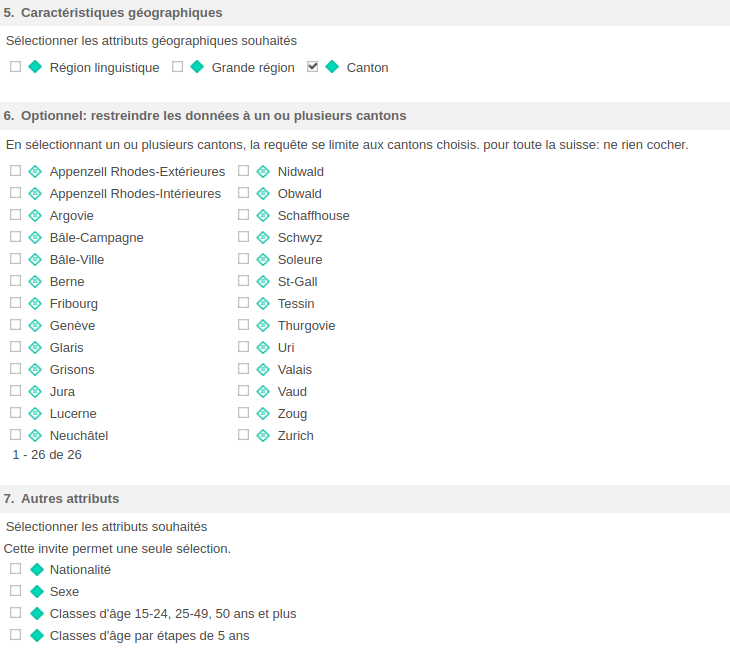 5. Caractéristiques géographiques
Sélectionner les attributs géographiques souhaités
Région linguistique Grande région Canton
6. Optionnel: restreindre les données à un ou plusieurs cantons
En sélectionnant un ou plusieurs cantons, la requête se limite aux cantons choisis. pour toute la suisse: ne rien cocher.
Appenzell Rhodes-Extérieures Nidwald
Appenzell Rhodes-Intérieures Obwald
Argovie Schaffhouse
Bâle-Campagne Schwyz
Bâle-Ville Soleure
Berne St-Gall
Fribourg Tessin
Genève Thurgovie
Glaris Uri
Grisons Valais
Jura Vaud
Lucerne Zoug
Neuchâtel Zurich
1 - 26 de 26
7. Autres attributs
Sélectionner les attributs souhaités
Cette invite permet une seule sélection.
Nationalité
Sexe
Classes d'âge 15-24, 25-49, 50 ans et plus
Classes d'âge par étapes de 5 ans